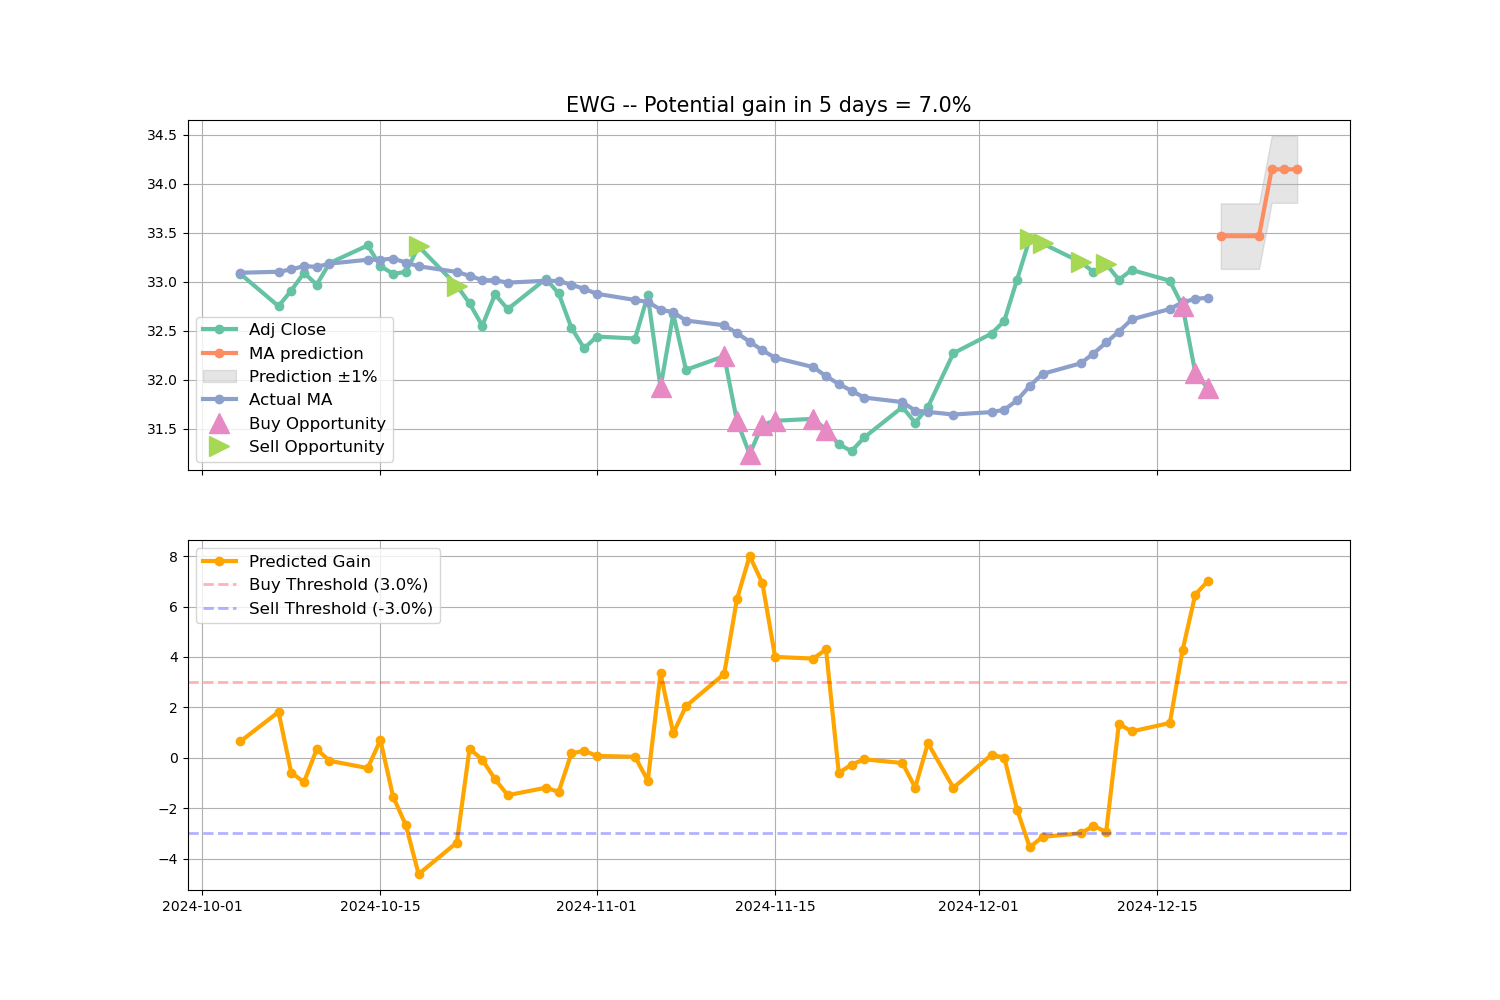 EWG -- Potential gain in 5 days = 7.0%
34.5
34.0
33.5
33.0
32.5
32.0
31.5
Adj Close
MA prediction
Prediction ±1%
Actual MA
Buy Opportunity
Sell Opportunity
8
6
4
2
0
−2
−4
Predicted Gain
Buy Threshold (3.0%)
Sell Threshold (-3.0%)
2024-10-01
2024-10-15
2024-11-01
2024-11-15
2024-12-01
2024-12-15